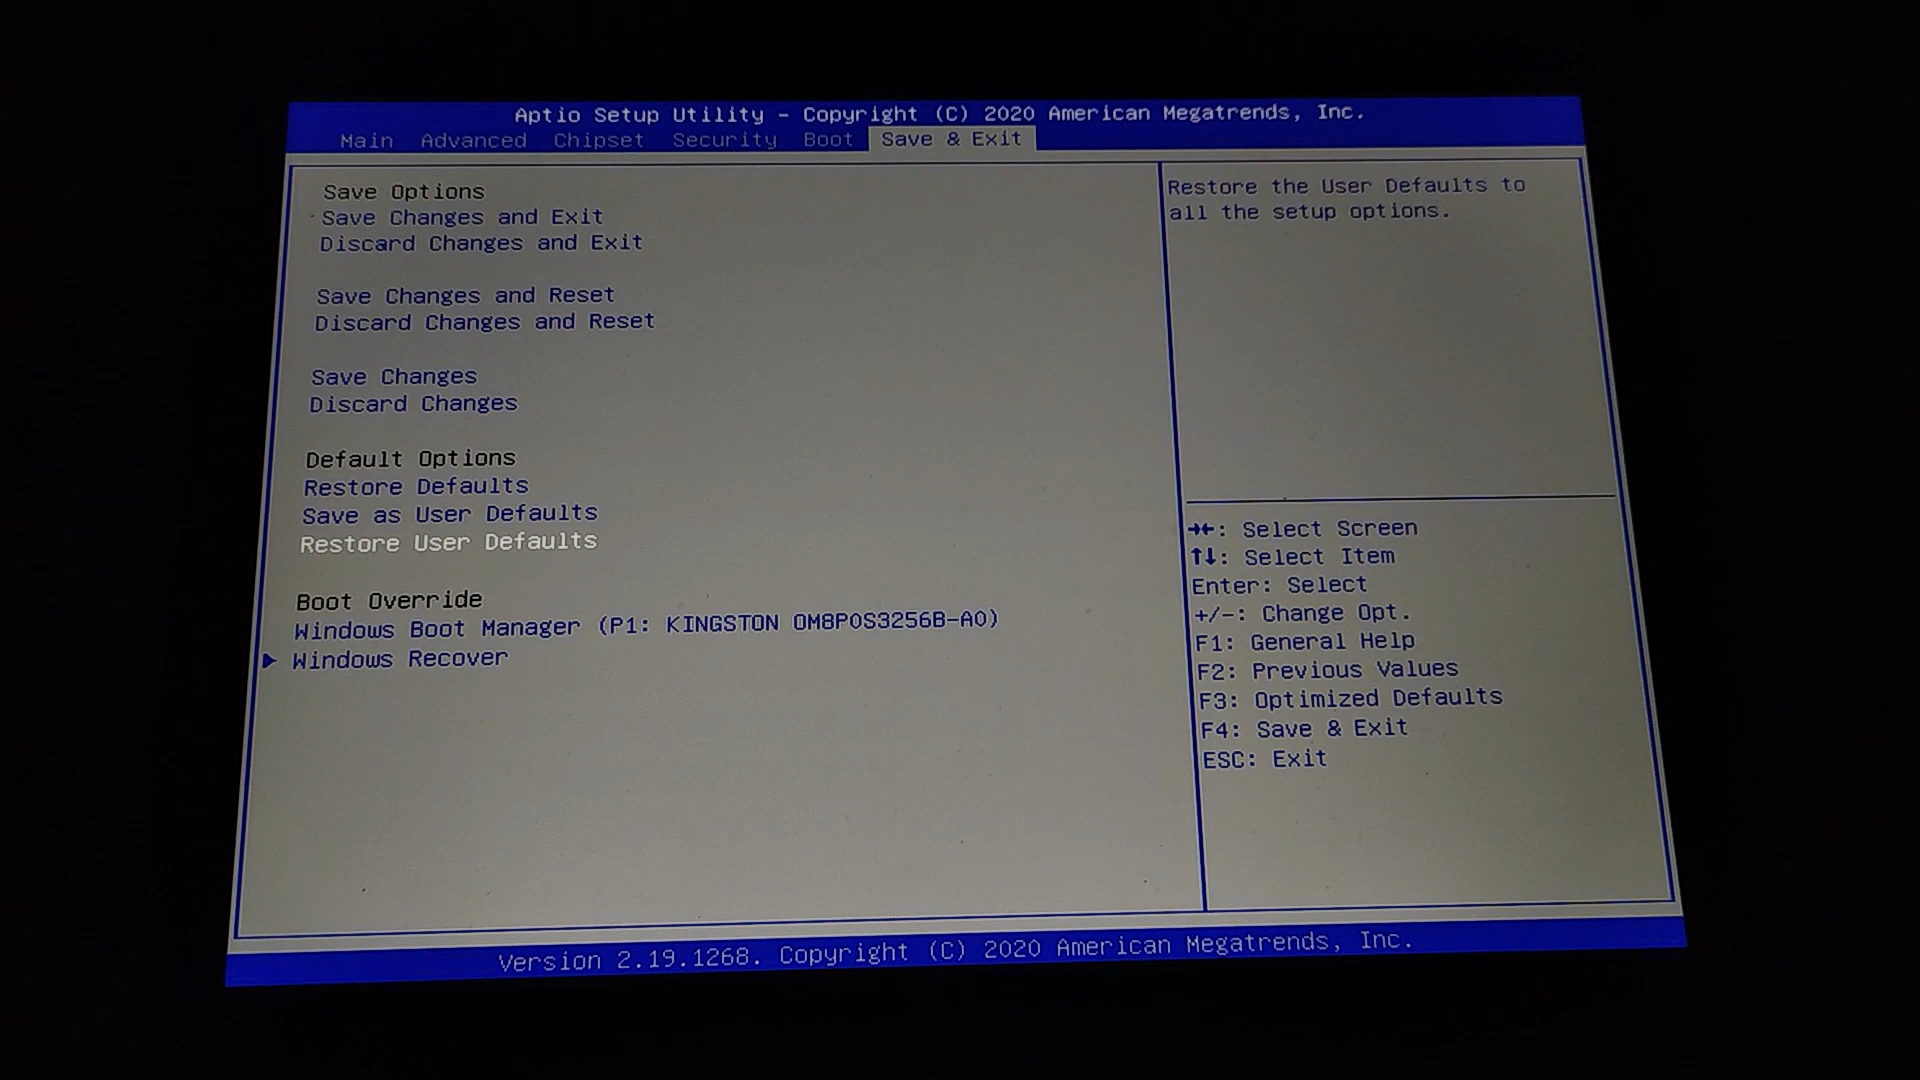 Aptio Setup Utility - Copyright (C) 2020 American Megatrends, Inc.
Main Advanced Chipset Security Boot Save & Exit
Save Options
Save Changes and Exit
Discard Changes and Exit
Save Changes and Reset
Discard Changes and Reset
Save Changes
Discard Changes
Default Options
Restore Defaults
Save as User Defaults
Restore User Defaults
Boot Override
Windows Boot Manager (P1: KINGSTON OM8P0S3256B-A0)
Windows Recover
Restore the User Defaults to
all the setup options.
→←: Select Screen
↑↓: Select Item
Enter: Select
+/-: Change Opt.
F1: General Help
F2: Previous Values
F3: Optimized Defaults
F4: Save & Exit
ESC: Exit
Version 2.19.1268. Copyright (C) 2020 American Megatrends, Inc.